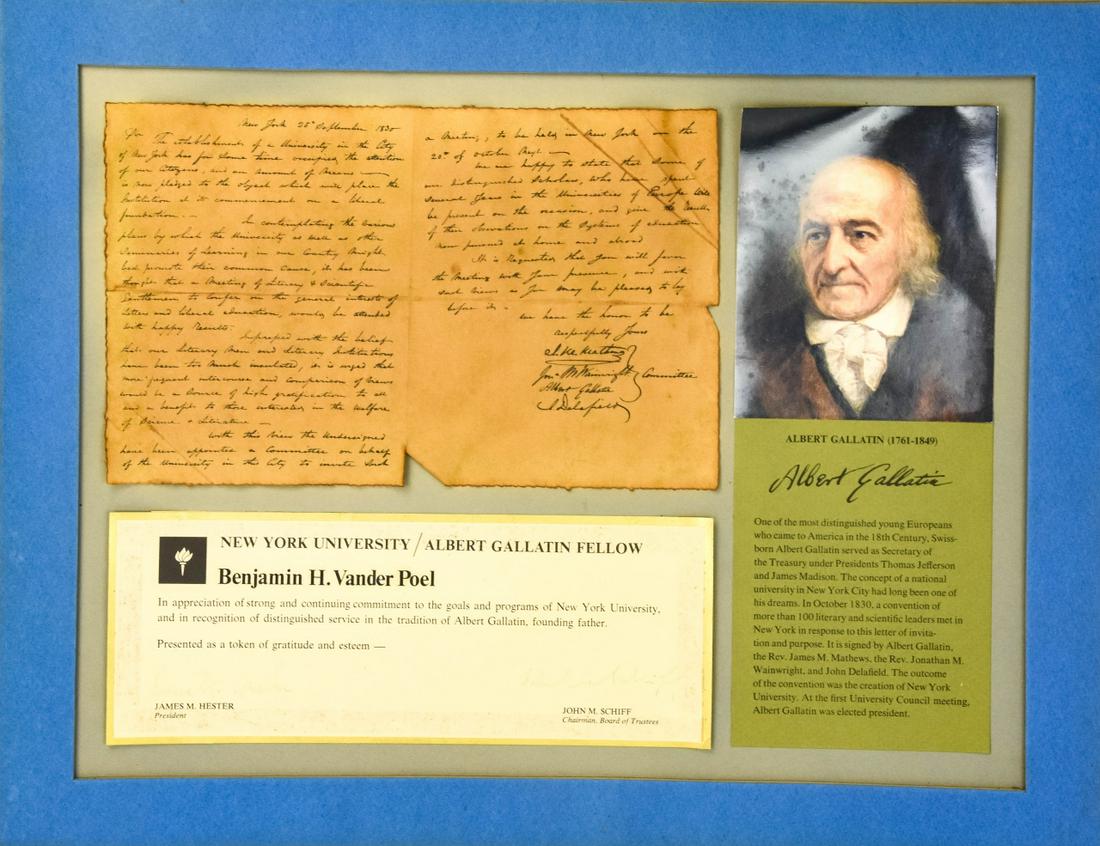 New York 25th September 1830
Sir The establishment of a University in the City
of New York has for some time occupied the attention
of our Citizens, and an amount of Means
is now pledged to the object which will place the
Institution at its commencement on a liberal
foundation.
In contemplating the various
plans by which the University as well as other
Seminaries of Learning in our Country might
best promote their common Cause, it has been
thought that a Meeting of Literary & Scientific
Gentlemen to confer on the general interests of
Letters and liberal education, would be attended
with happy Results.
Impressed with the belief
that our Literary Men and Literary Institutions
have been too Much insulated, it is urged that
more frequent intercourse and Comparison of Views
would be a Source of high gratification to all
and a benefit to those interested in the Welfare
of Science & Literature
With this View the Undersigned
have been appointed a Committee on behalf
of the University in this City to invite Such
a Meeting, to be held in New York on the
20th of October Next.
We are happy to state that Some of
our distinguished Scholars, who have spent
Several Years in the Universities of Europe Will
be present on the occasion, and give the Result
of their observations on the Systems of education
now pursued at home and abroad
It is Requested that You will favor
the Meeting with Your presence, and with
such Views as You may be pleased to lay
before it.
We have the honor to be
respectfully Yours
J. M. Mathews
Jona. M. Wainwright Committee
Albert Gallatin
J. Delafield
ALBERT GALLATIN (1761-1849)
Albert Gallatin
One of the most distinguished young Europeans
who came to America in the 18th Century, Swiss-
born Albert Gallatin served as Secretary of
the Treasury under Presidents Thomas Jefferson
and James Madison. The concept of a national
university in New York City had long been one of
his dreams. In October 1830, a convention of
more than 100 literary and scientific leaders met in
New York in response to this letter of invita-
tion and purpose. It is signed by Albert Gallatin,
the Rev. James M. Mathews, the Rev. Jonathan M.
Wainwright, and John Delafield. The outcome
of the convention was the creation of New York
University. At the first University Council meeting,
Albert Gallatin was elected president.
NEW YORK UNIVERSITY / ALBERT GALLATIN FELLOW
Benjamin H. Vander Poel
In appreciation of strong and continuing commitment to the goals and programs of New York University,
and in recognition of distinguished service in the tradition of Albert Gallatin, founding father.
Presented as a token of gratitude and esteem —
JAMES M. HESTER
President
JOHN M. SCHIFF
Chairman, Board of Trustees